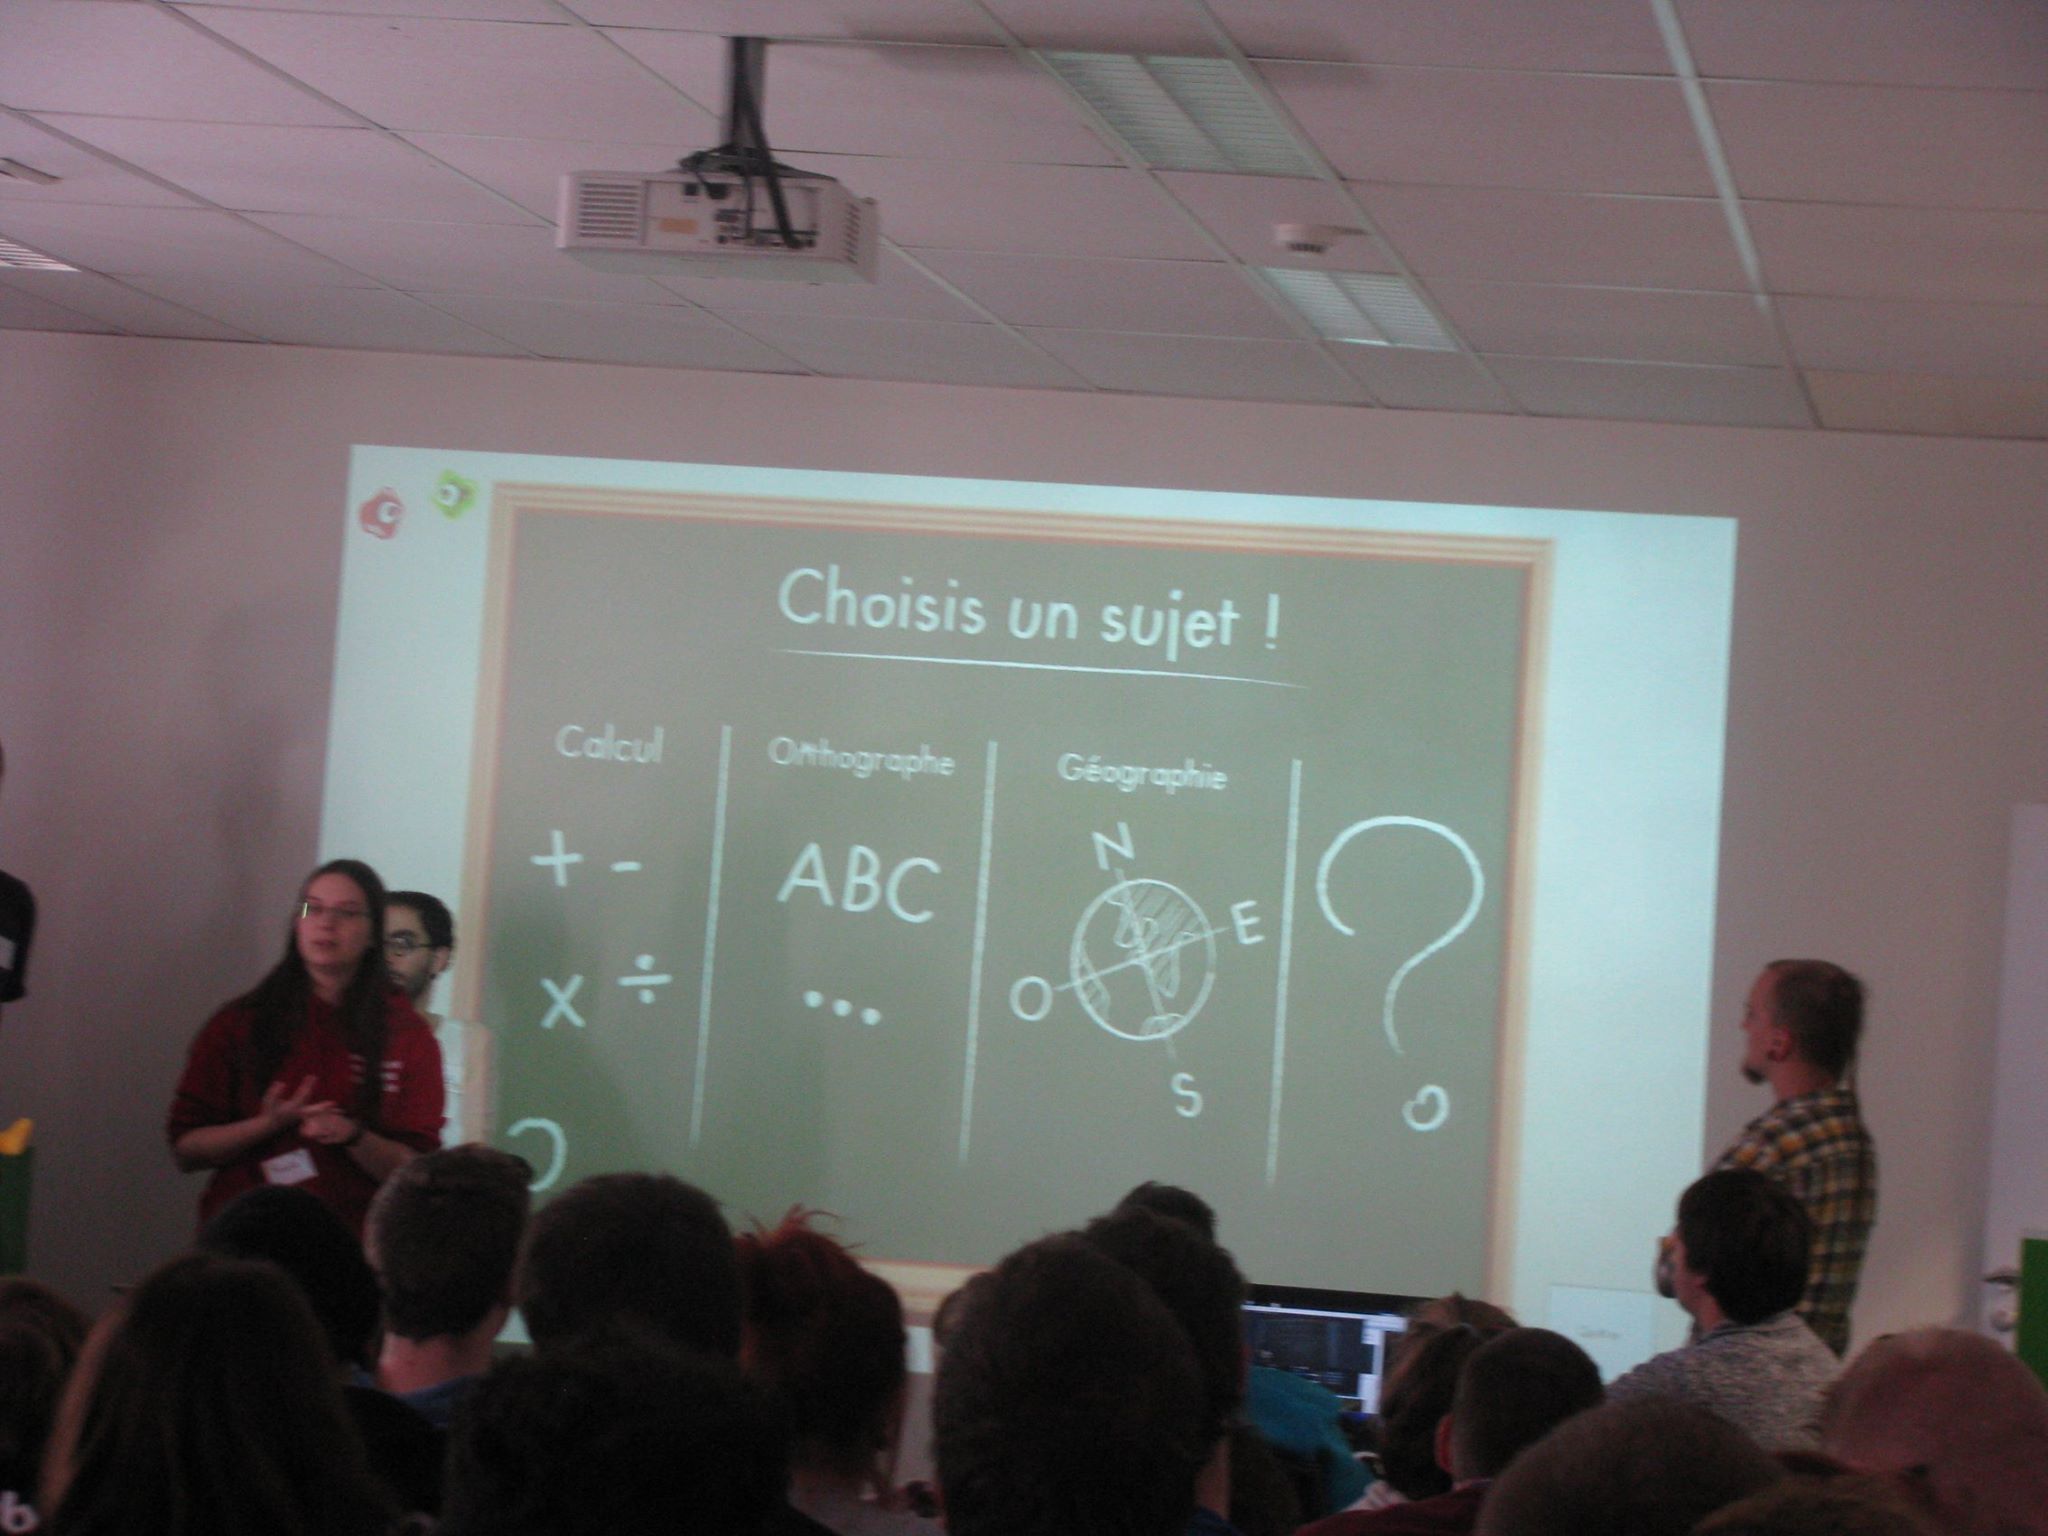 Choisis un sujet !
Calcul
Orthographe
Géographie
+ -
x ÷
ABC
...
N
E
O
S
?